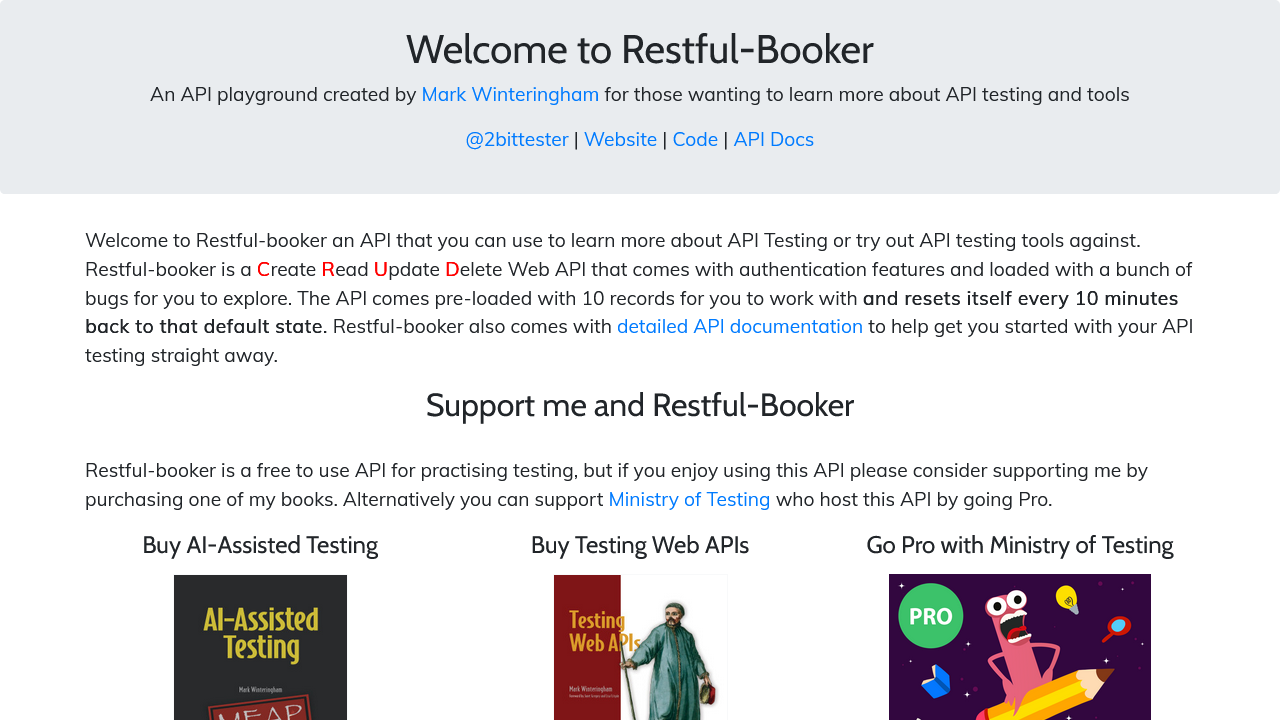 Welcome to Restful-Booker
An API playground created by Mark Winteringham for those wanting to learn more about API testing and tools
@2bittester | Website | Code | API Docs
Welcome to Restful-booker an API that you can use to learn more about API Testing or try out API testing tools against.
Restful-booker is a Create Read Update Delete Web API that comes with authentication features and loaded with a bunch of
bugs for you to explore. The API comes pre-loaded with 10 records for you to work with and resets itself every 10 minutes
back to that default state. Restful-booker also comes with detailed API documentation to help get you started with your API
testing straight away.
Support me and Restful-Booker
Restful-booker is a free to use API for practising testing, but if you enjoy using this API please consider supporting me by
purchasing one of my books. Alternatively you can support Ministry of Testing who host this API by going Pro.
Buy AI-Assisted Testing
AI-Assisted
Testing
Mark Winteringham
MEAP
Buy Testing Web APIs
Testing
Web APIs
Mark Winteringham
Go Pro with Ministry of Testing
PRO